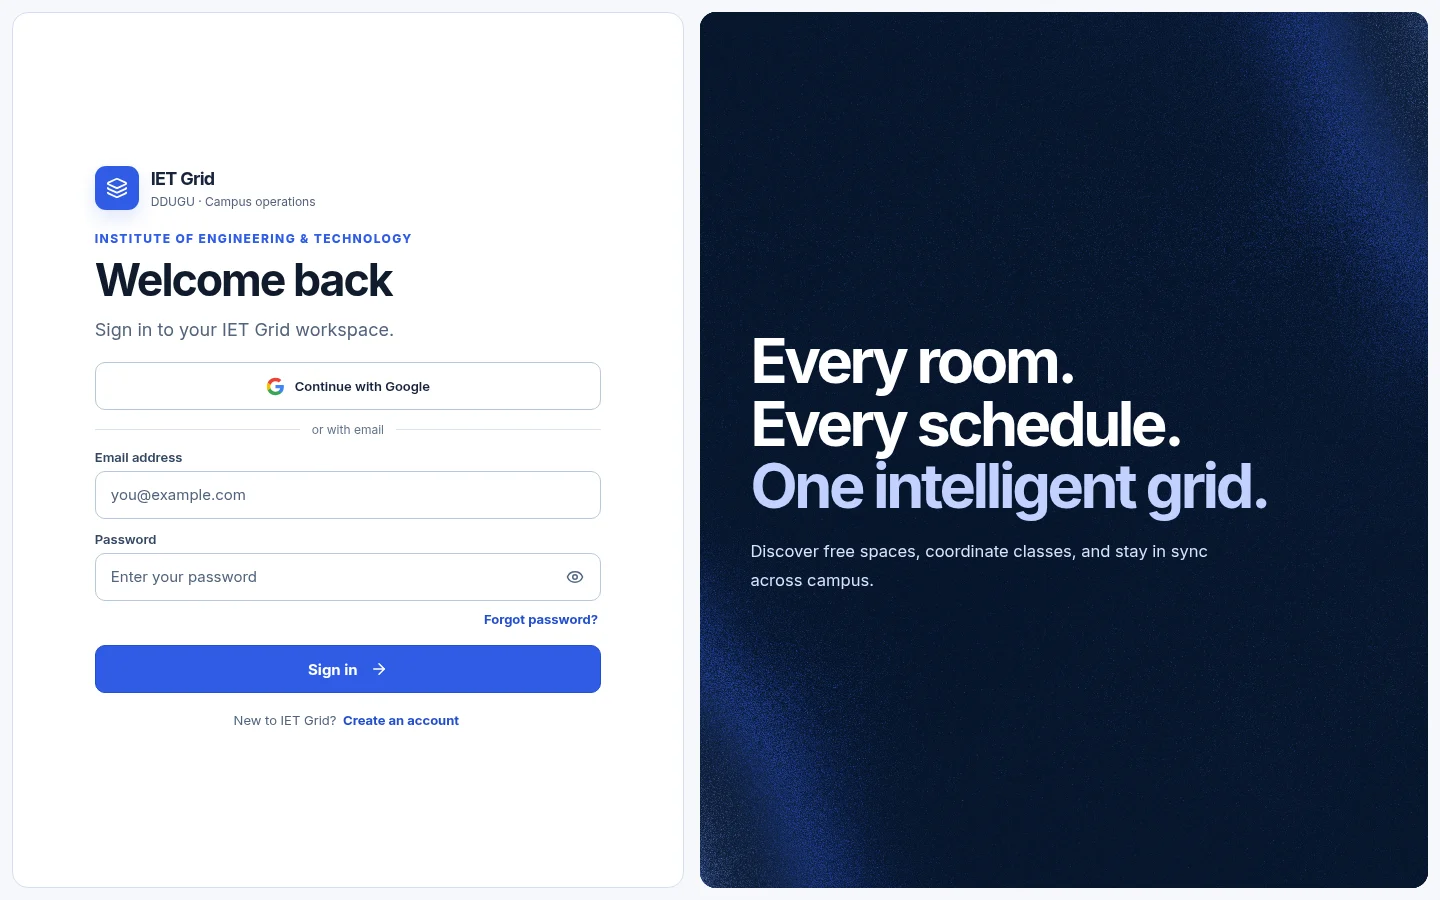 IET Grid
DDUGU · Campus operations
INSTITUTE OF ENGINEERING & TECHNOLOGY
Welcome back
Sign in to your IET Grid workspace.
Continue with Google
or with email
Email address
you@example.com
Password
Enter your password
Forgot password?
Sign in
New to IET Grid? Create an account
Every room.
Every schedule.
One intelligent grid.
Discover free spaces, coordinate classes, and stay in sync
across campus.